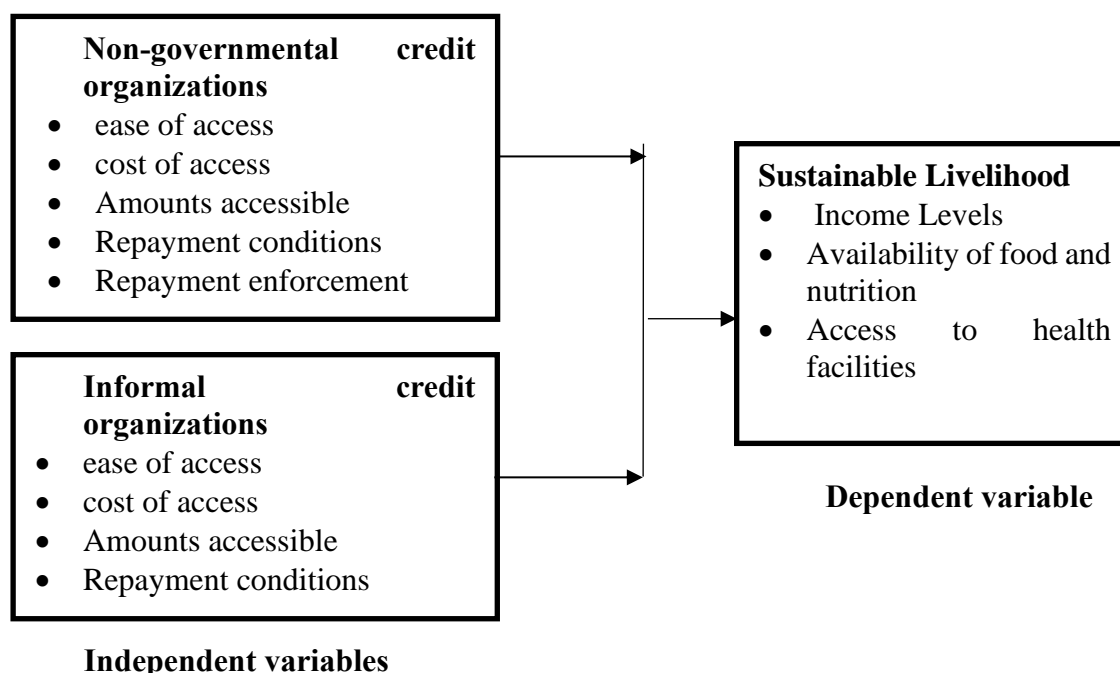 Non-governmental credit
organizations
• ease of access
• cost of access
• Amounts accessible
• Repayment conditions
• Repayment enforcement
Informal credit
organizations
• ease of access
• cost of access
• Amounts accessible
• Repayment conditions
Independent variables
Sustainable Livelihood
• Income Levels
• Availability of food and
nutrition
• Access to health
facilities
Dependent variable